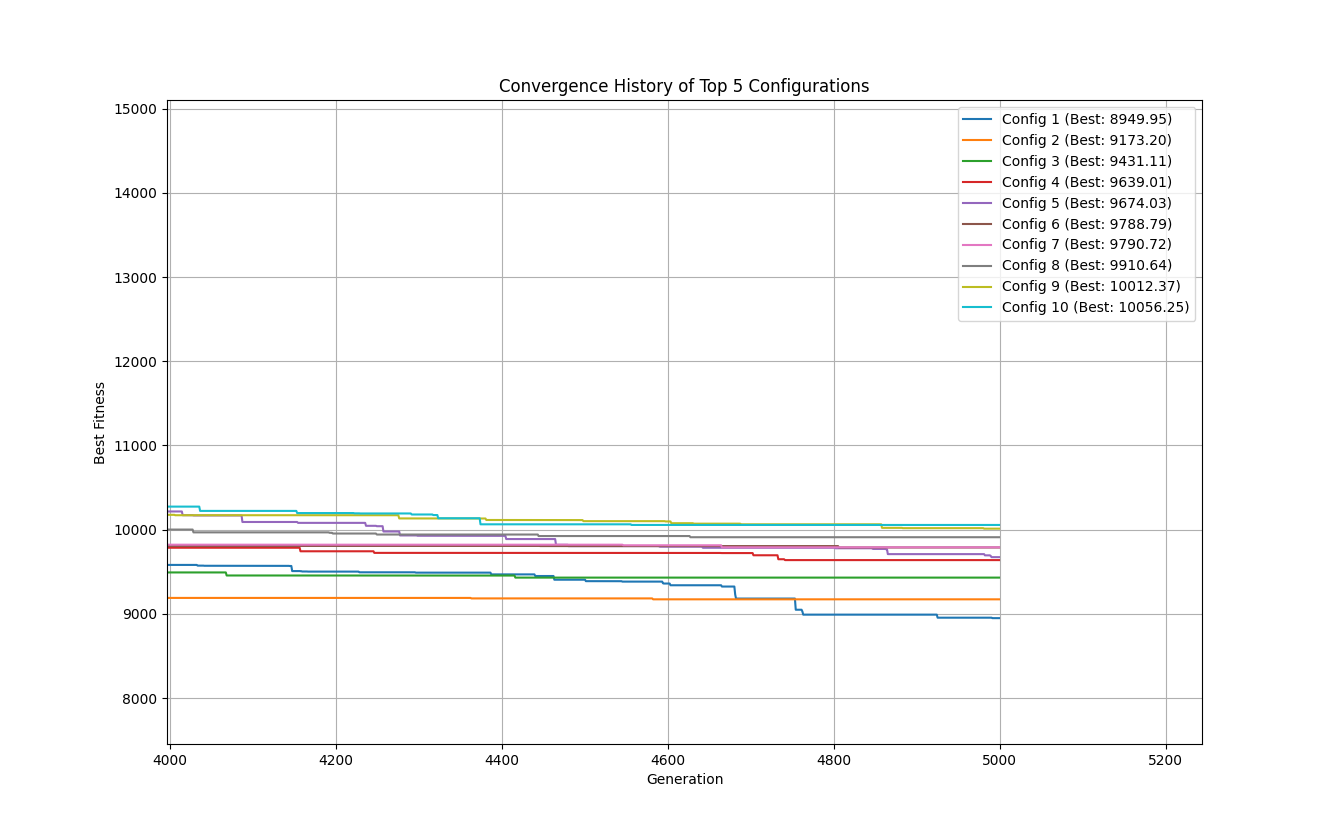 Convergence History of Top 5 Configurations
15000
14000
13000
12000
11000
10000
9000
8000
Best Fitness
Config 1 (Best: 8949.95)
Config 2 (Best: 9173.20)
Config 3 (Best: 9431.11)
Config 4 (Best: 9639.01)
Config 5 (Best: 9674.03)
Config 6 (Best: 9788.79)
Config 7 (Best: 9790.72)
Config 8 (Best: 9910.64)
Config 9 (Best: 10012.37)
Config 10 (Best: 10056.25)
4000 4200 4400 4600 4800 5000 5200
Generation